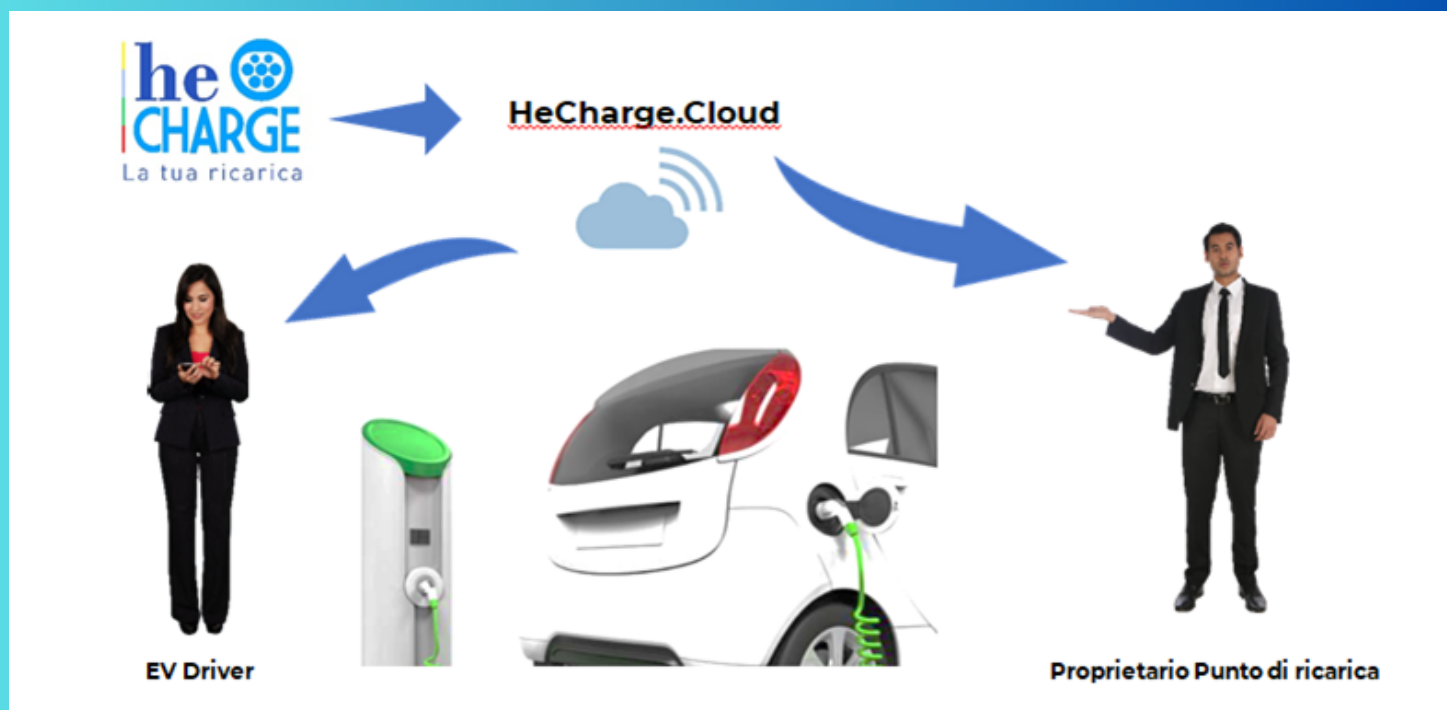 he
CHARGE
La tua ricarica
HeCharge.Cloud
EV Driver
Proprietario Punto di ricarica